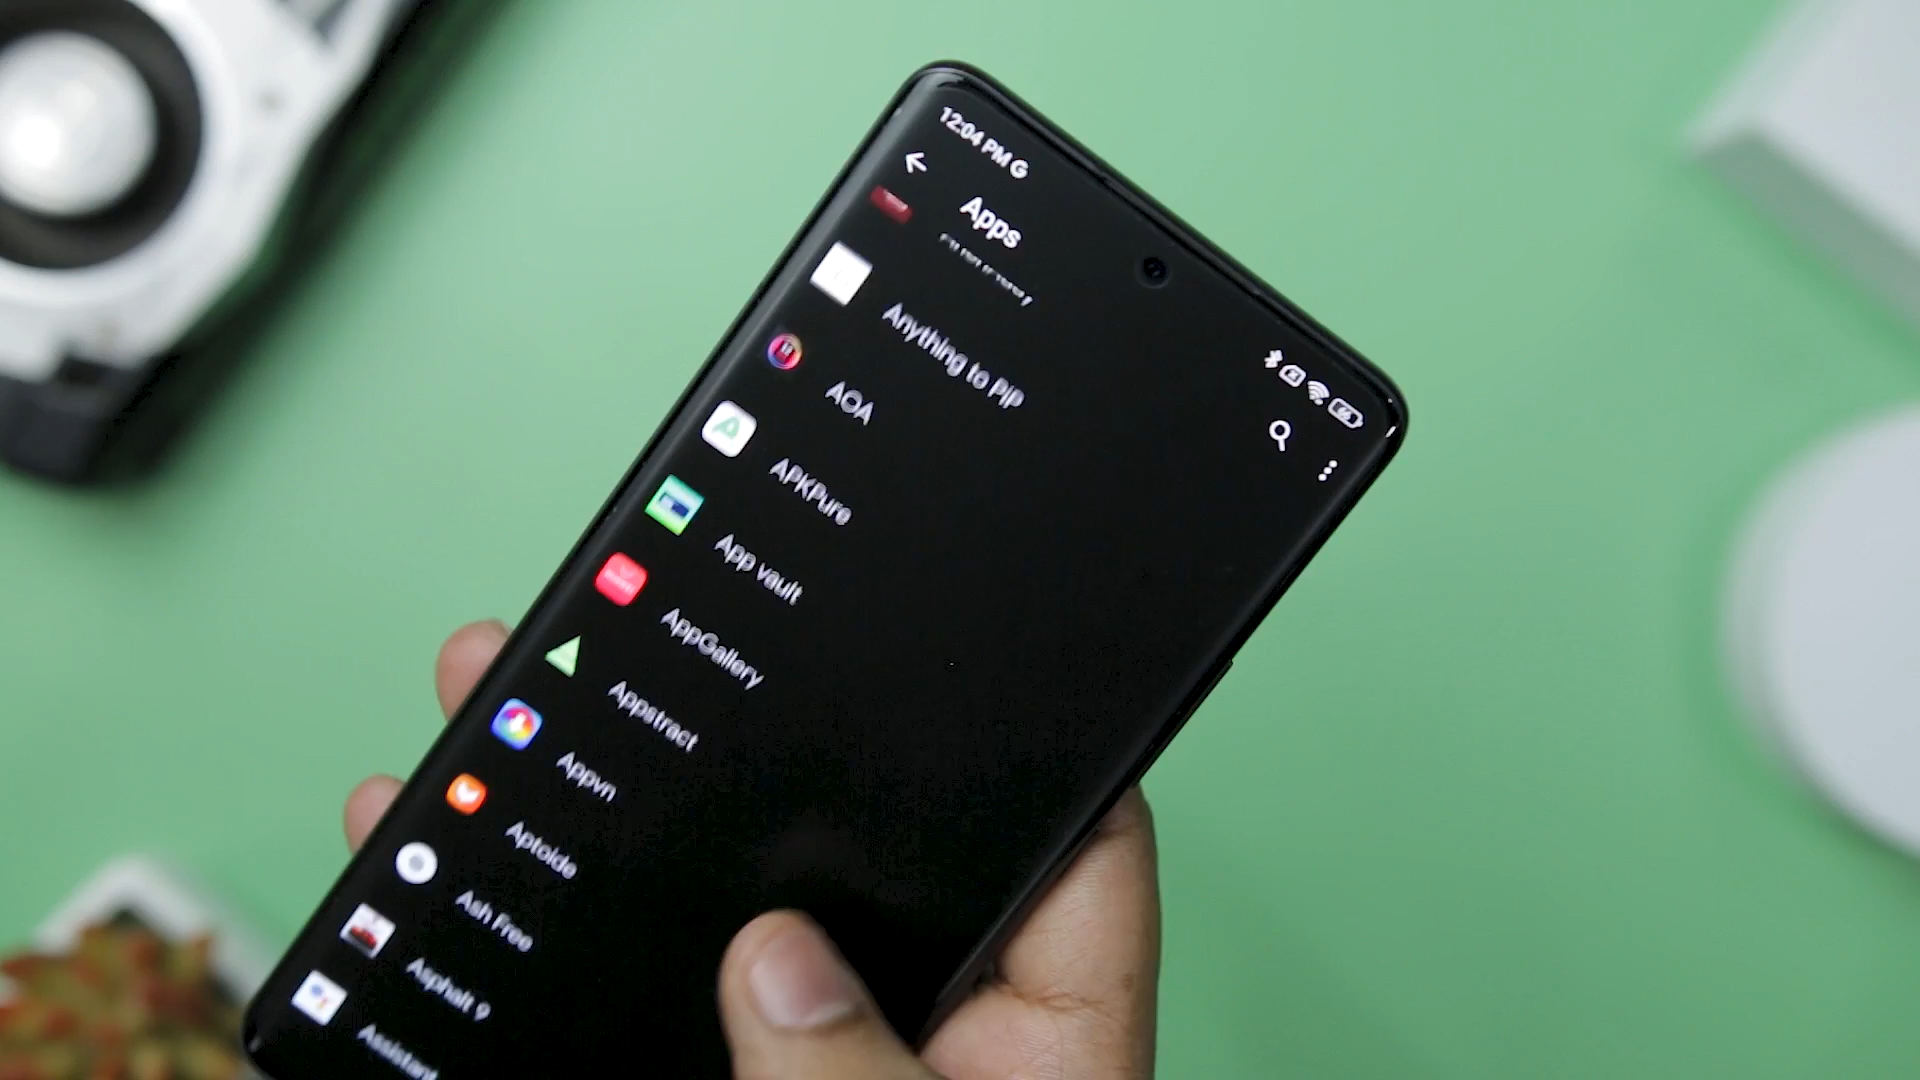 12:04 PM G
Apps
Anything to PiP
AOA
APKPure
App vault
AppGallery
Appstract
Appvn
Aptoide
Ash Free
Asphalt 9
Assistant